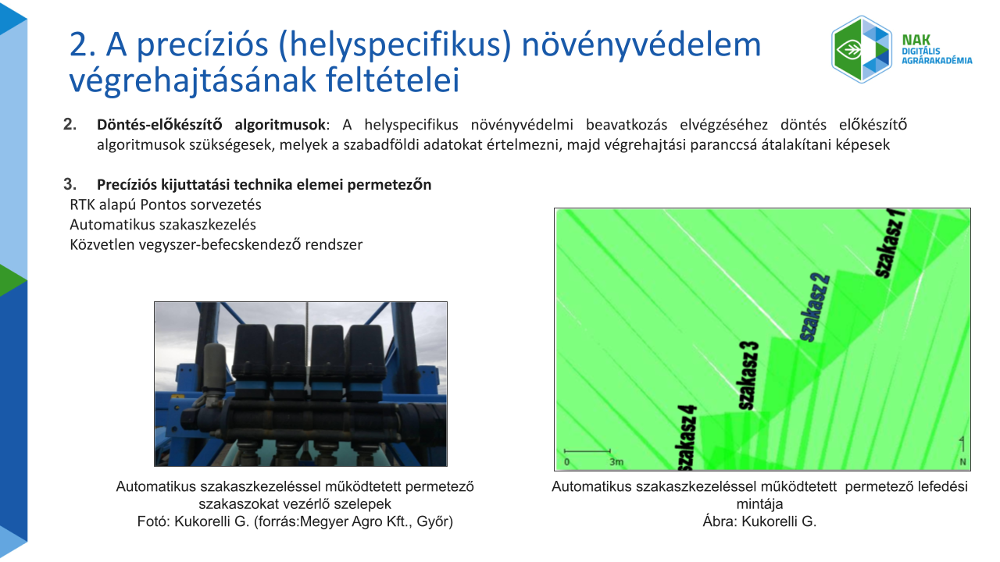 2. A precíziós (helyspecifikus) növényvédelem
végrehajtásának feltételei
NAK
DIGITÁLIS
AGRÁRAKADÉMIA
2. Döntés-előkészítő algoritmusok: A helyspecifikus növényvédelmi beavatkozás elvégzéséhez döntés előkészítő
algoritmusok szükségesek, melyek a szabadföldi adatokat értelmezni, majd végrehajtási paranccsá átalakítani képesek
3. Precíziós kijuttatási technika elemei permetezőn
RTK alapú Pontos sorvezetés
Automatikus szakaszkezelés
Közvetlen vegyszer-befecskendező rendszer
szakasz 1
szakasz 2
szakasz 3
szakasz 4
0 3m
N
Automatikus szakaszkezeléssel működtetett permetező
szakaszokat vezérlő szelepek
Fotó: Kukorelli G. (forrás:Megyer Agro Kft., Győr)
Automatikus szakaszkezeléssel működtetett permetező lefedési
mintája
Ábra: Kukorelli G.